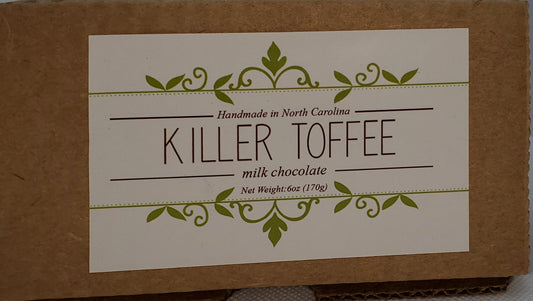 Handmade in North Carolina
KILLER TOFFEE
milk chocolate
Net Weight:6oz (170g)